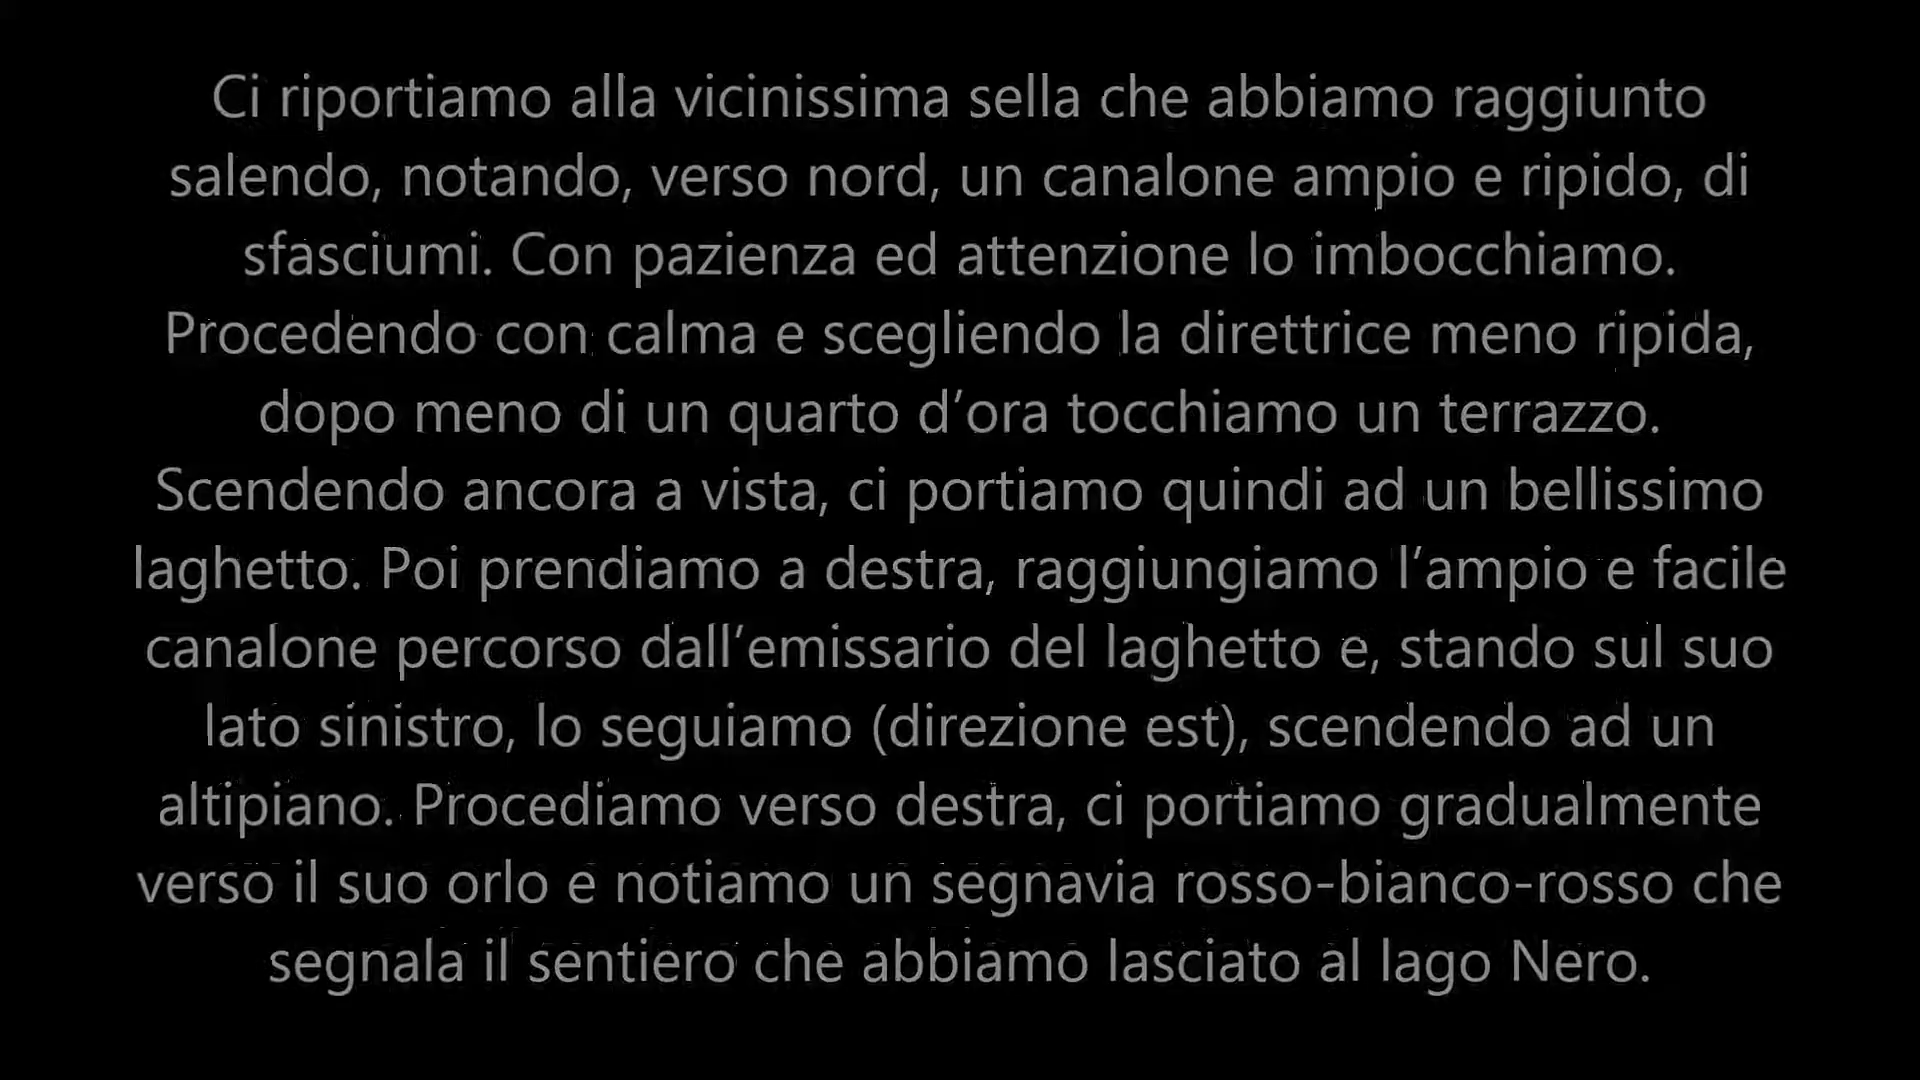 Ci riportiamo alla vicinissima sella che abbiamo raggiunto
salendo, notando, verso nord, un canalone ampio e ripido, di
sfasciumi. Con pazienza ed attenzione lo imbocchiamo.
Procedendo con calma e scegliendo la direttrice meno ripida,
dopo meno di un quarto d’ora tocchiamo un terrazzo.
Scendendo ancora a vista, ci portiamo quindi ad un bellissimo
laghetto. Poi prendiamo a destra, raggiungiamo l’ampio e facile
canalone percorso dall’emissario del laghetto e, stando sul suo
lato sinistro, lo seguiamo (direzione est), scendendo ad un
altipiano. Procediamo verso destra, ci portiamo gradualmente
verso il suo orlo e notiamo un segnavia rosso-bianco-rosso che
segnala il sentiero che abbiamo lasciato al lago Nero.